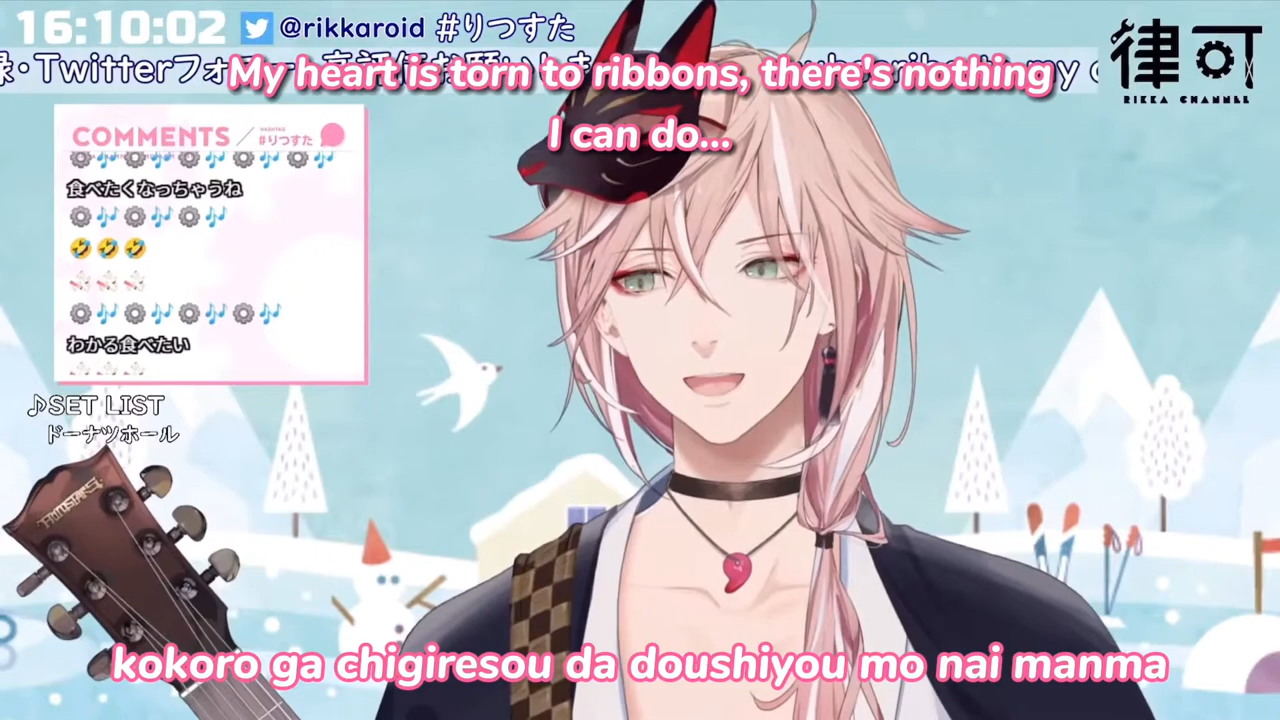 16:10:02 @rikkaroid #りつすた
My heart is torn to ribbons, there's nothing
I can do...
律可
RIKKA CHANNEL
COMMENTS
#りつすた
食べたくなっちゃうね
わかる食べたい
♪SET LIST
ドーナツホール
kokoro ga chigiresou da doushiyou mo nai manma